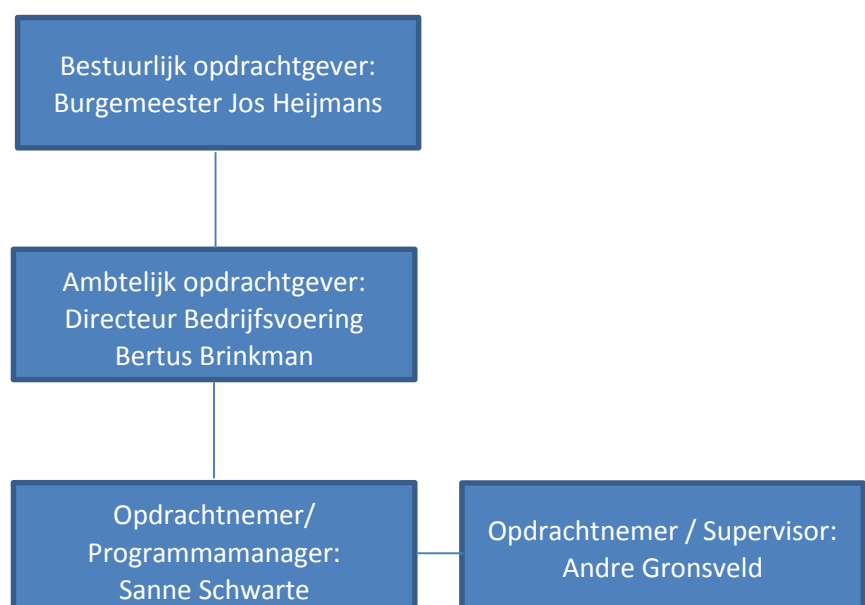 Bestuurlijk opdrachtgever:
Burgemeester Jos Heijmans
Ambtelijk opdrachtgever:
Directeur Bedrijfsvoering
Bertus Brinkman
Opdrachtnemer/
Programmamanager:
Sanne Schwarte
Opdrachtnemer / Supervisor:
Andre Gronsveld